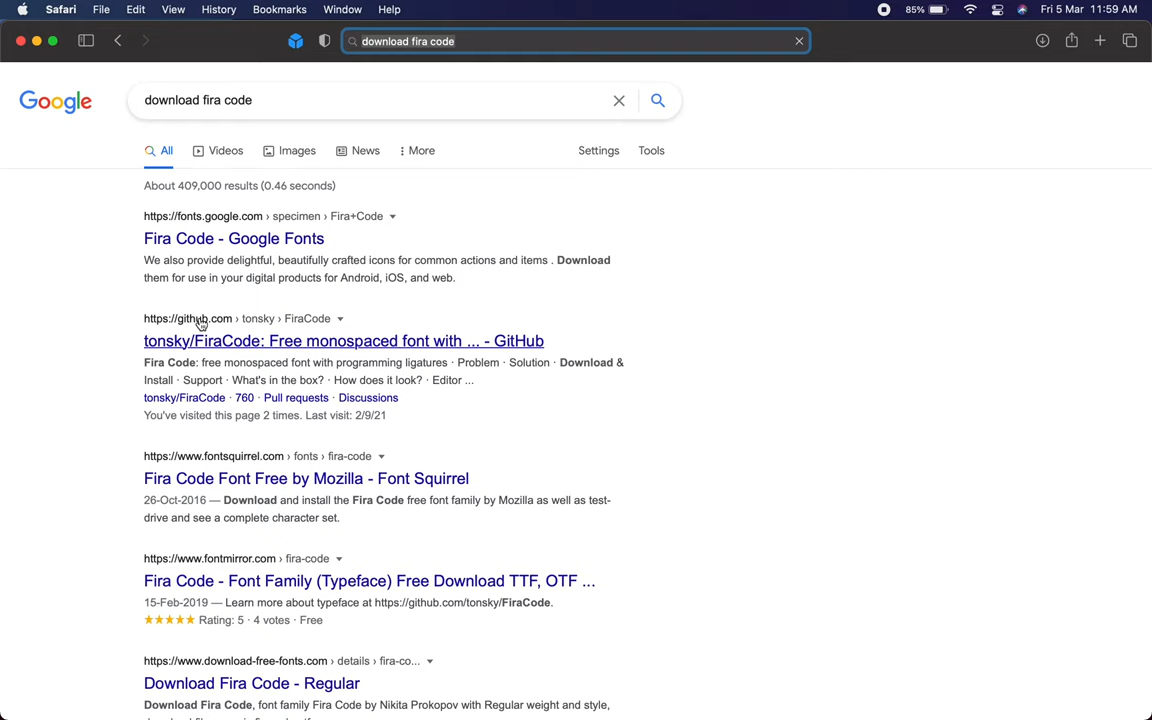 Safari File Edit View History Bookmarks Window Help 85% Fri 5 Mar 11:59 AM
download fira code
Google download fira code
All Videos Images News More Settings Tools
About 409,000 results (0.46 seconds)
https://fonts.google.com › specimen › Fira+Code
Fira Code - Google Fonts
We also provide delightful, beautifully crafted icons for common actions and items . Download
them for use in your digital products for Android, iOS, and web.
https://github.com › tonsky › FiraCode
tonsky/FiraCode: Free monospaced font with ... - GitHub
Fira Code: free monospaced font with programming ligatures · Problem · Solution · Download &
Install · Support · What's in the box? · How does it look? · Editor ...
tonsky/FiraCode · 760 · Pull requests · Discussions
You've visited this page 2 times. Last visit: 2/9/21
https://www.fontsquirrel.com › fonts › fira-code
Fira Code Font Free by Mozilla - Font Squirrel
26-Oct-2016 — Download and install the Fira Code free font family by Mozilla as well as test-
drive and see a complete character set.
https://www.fontmirror.com › fira-code
Fira Code - Font Family (Typeface) Free Download TTF, OTF ...
15-Feb-2019 — Learn more about typeface at https://github.com/tonsky/FiraCode.
★★★★★ Rating: 5 · 4 votes · Free
https://www.download-free-fonts.com › details › fira-co...
Download Fira Code - Regular
Download Fira Code, font family Fira Code by Nikita Prokopov with Regular weight and style,